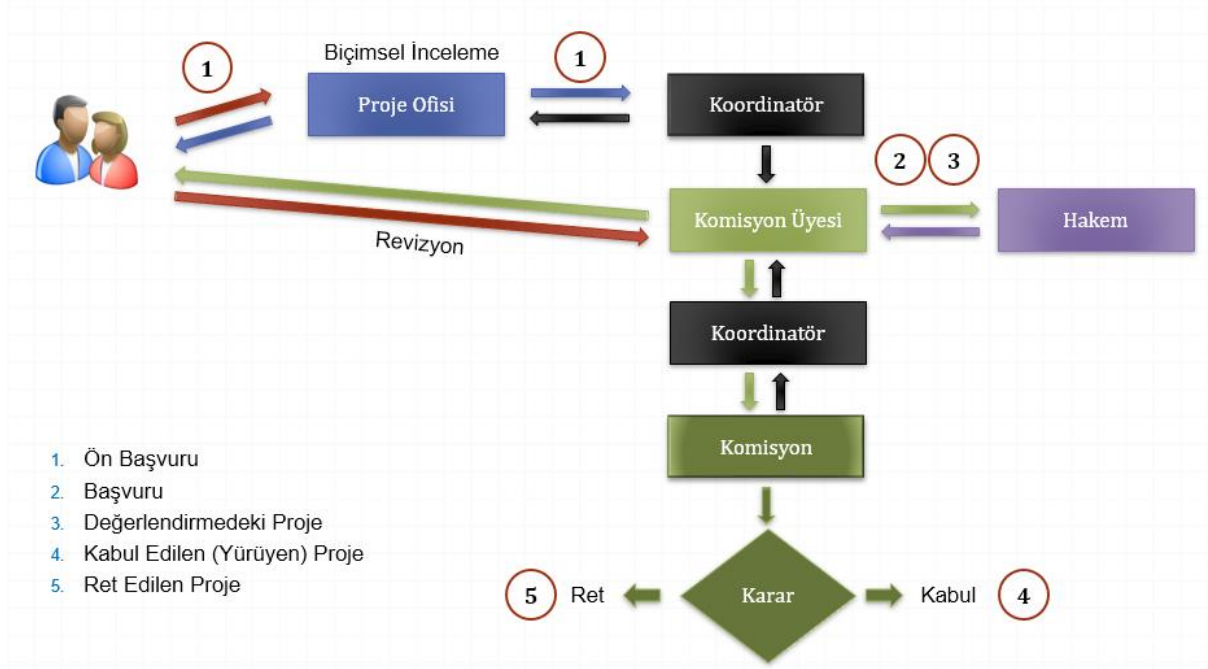 1
Biçimsel İnceleme
1
Proje Ofisi
Koordinatör
2 3
Komisyon Üyesi
Hakem
Revizyon
Koordinatör
Komisyon
1. Ön Başvuru
2. Başvuru
3. Değerlendirmedeki Proje
4. Kabul Edilen (Yürüyen) Proje
5. Ret Edilen Proje
5 Ret
Karar
Kabul 4